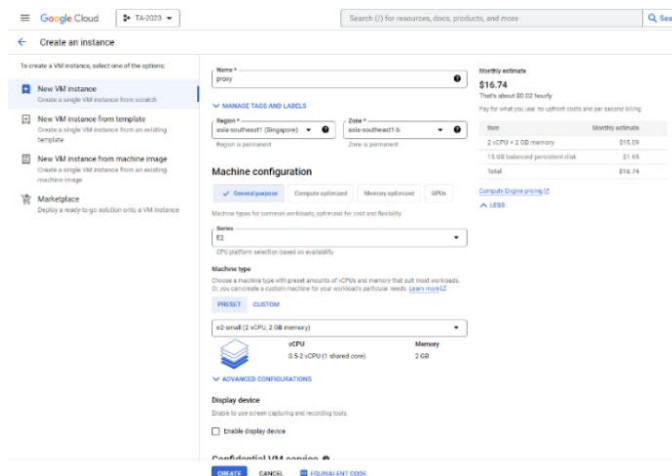 Google Cloud
TA-2023
Search (/) for resources, docs, products, and more
Sea
Create an instance
To create a VM instance, select one of the options:
New VM instance
Create a single VM instance from scratch
New VM instance from template
Create a single VM instance from an existing
template
New VM instance from machine image
Create a single VM instance from an existing
machine image
Marketplace
Deploy a ready-to-go solution onto a VM instance
Name *
proxy
MANAGE TAGS AND LABELS
Region *
asia-southeast1 (Singapore)
Region is permanent
Zone *
asia-southeast1-b
Zone is permanent
Machine configuration
General purpose
Compute optimized
Memory optimized
GPUs
Machine types for common workloads, optimized for cost and flexibility
Series
E2
CPU platform selection based on availability
Machine type
Choose a machine type with preset amounts of vCPUs and memory that suit most workloads.
Or, you can create a custom machine for your workload's particular needs. Learn more
PRESET
CUSTOM
e2-small (2 vCPU, 2 GB memory)
vCPU
0.5-2 vCPU (1 shared core)
Memory
2 GB
ADVANCED CONFIGURATIONS
Display device
Enable to use screen capturing and recording tools.
Enable display device
Confidential VM service
CREATE
CANCEL
EQUIVALENT CODE
Monthly estimate
$16.74
That's about $0.02 hourly
Pay for what you use: no upfront costs and per second billing
Item Monthly estimate
2 vCPU + 2 GB memory $15.09
15 GB balanced persistent disk $1.65
Total $16.74
Compute Engine pricing
LESS